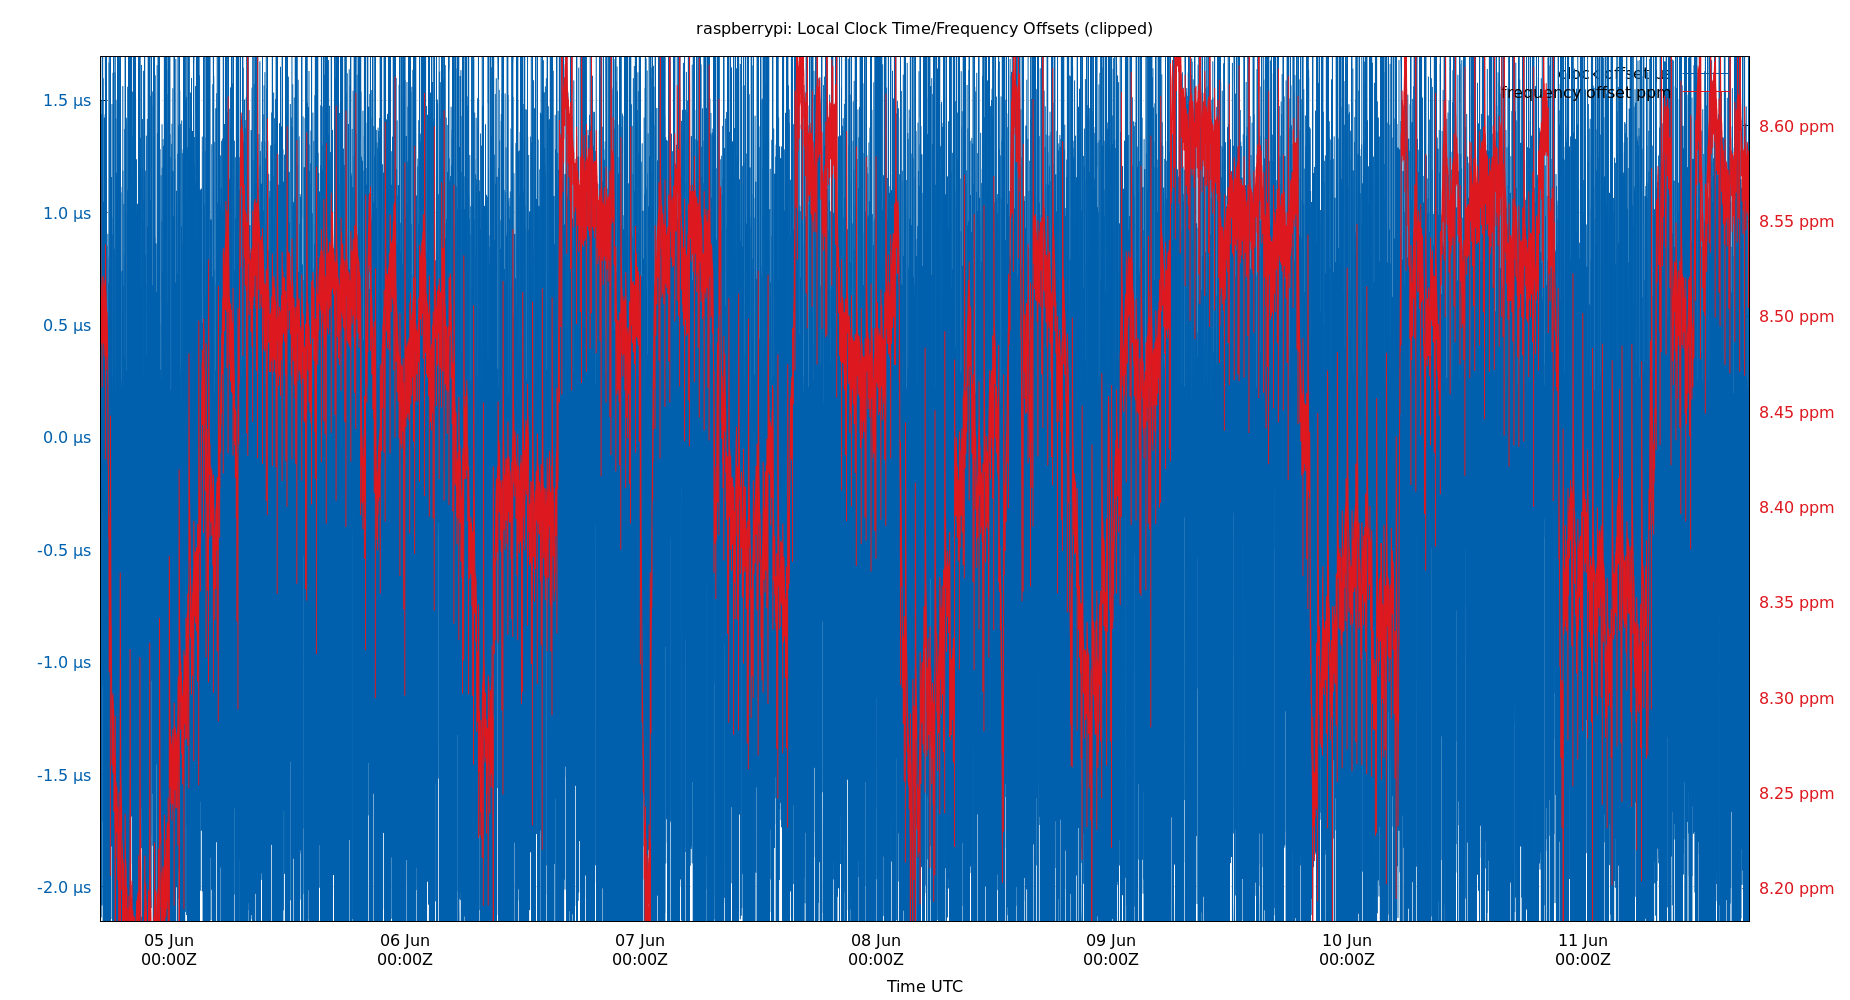 raspberrypi: Local Clock Time/Frequency Offsets (clipped)
clock offset us
frequency offset ppm
1.5 µs
1.0 µs
0.5 µs
0.0 µs
-0.5 µs
-1.0 µs
-1.5 µs
-2.0 µs
8.60 ppm
8.55 ppm
8.50 ppm
8.45 ppm
8.40 ppm
8.35 ppm
8.30 ppm
8.25 ppm
8.20 ppm
05 Jun
00:00Z
06 Jun
00:00Z
07 Jun
00:00Z
08 Jun
00:00Z
09 Jun
00:00Z
10 Jun
00:00Z
11 Jun
00:00Z
Time UTC